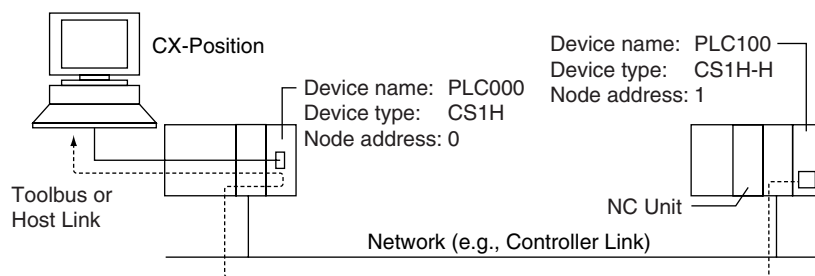 CX-Position
Device name: PLC000
Device type: CS1H
Node address: 0
Device name: PLC100
Device type: CS1H-H
Node address: 1
Toolbus or
Host Link
NC Unit
Network (e.g., Controller Link)